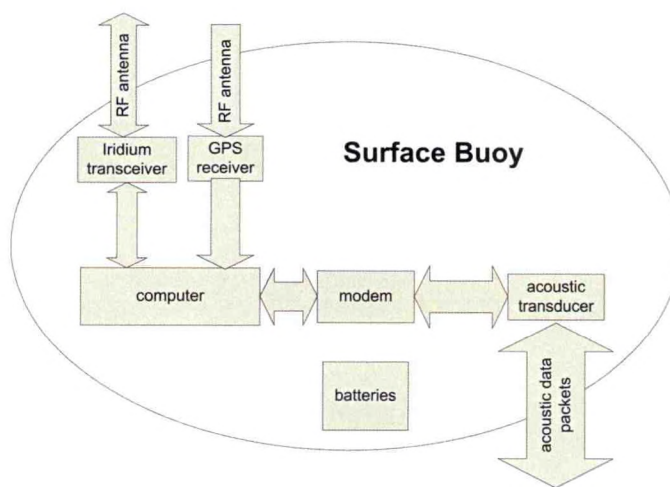 RF antenna
RF antenna
Iridium
transceiver
GPS
receiver
Surface Buoy
computer
modem
acoustic
transducer
batteries
acoustic data
packets